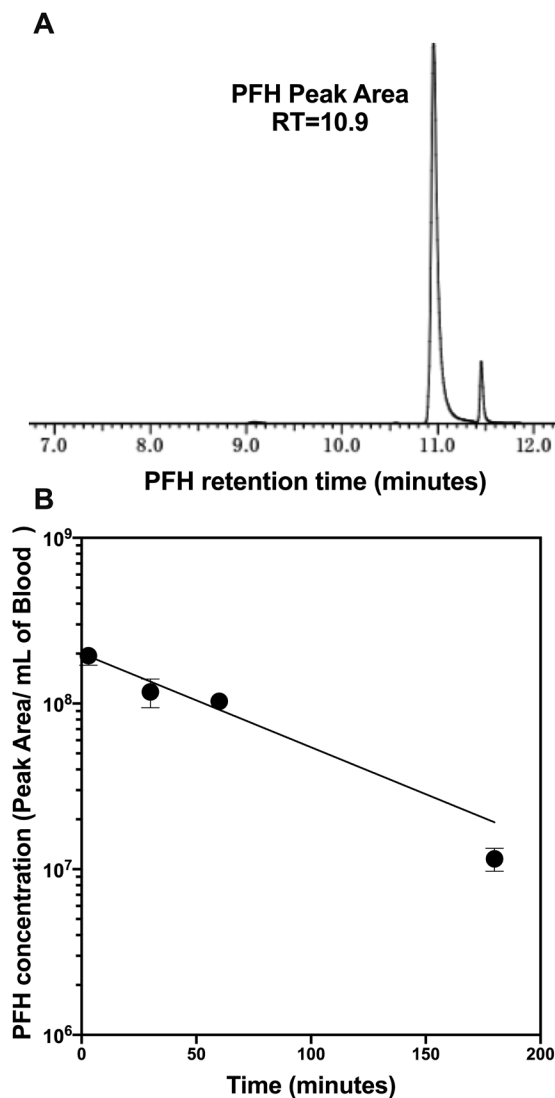 A
PFH Peak Area
RT=10.9
7.0 8.0 9.0 10.0 11.0 12.0
PFH retention time (minutes)
B
PFH concentration (Peak Area/ mL of Blood )
10⁹
10⁸
10⁷
10⁶
0 50 100 150 200
Time (minutes)